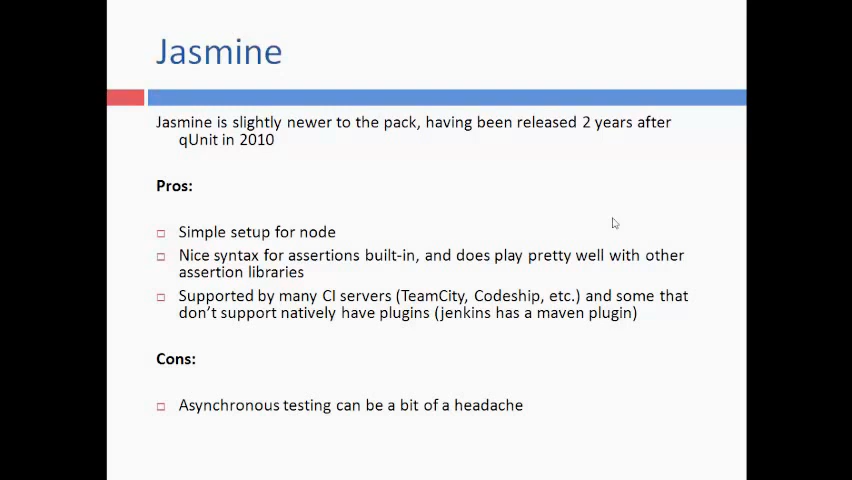 Jasmine
Jasmine is slightly newer to the pack, having been released 2 years after
qUnit in 2010
Pros:
Simple setup for node
Nice syntax for assertions built-in, and does play pretty well with other
assertion libraries
Supported by many CI servers (TeamCity, Codeship, etc.) and some that
don't support natively have plugins (jenkins has a maven plugin)
Cons:
Asynchronous testing can be a bit of a headache